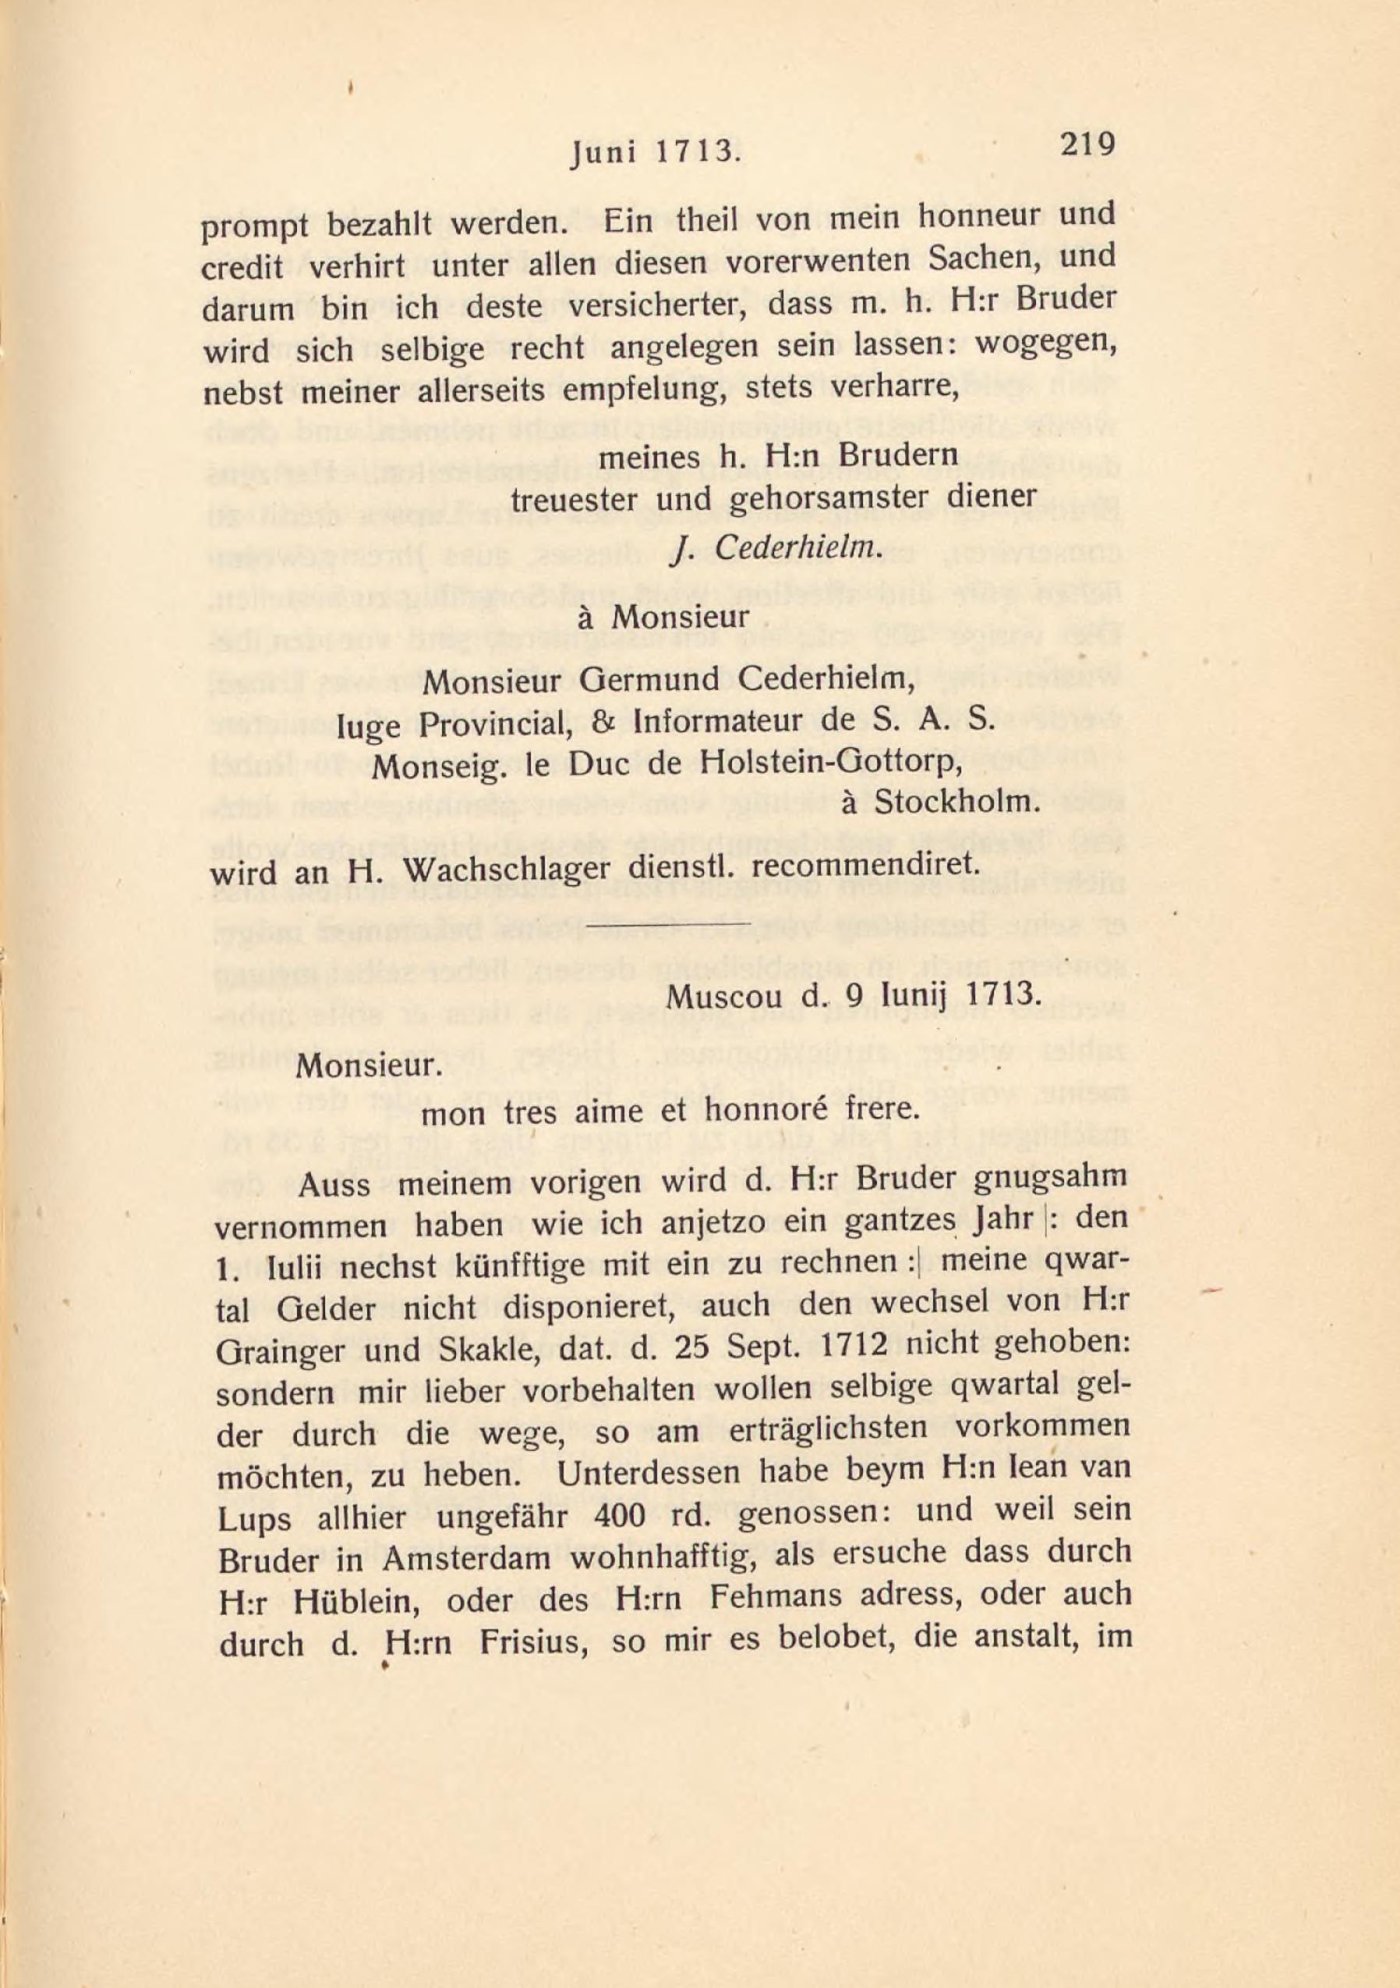 Juni 1713.
219
prompt bezahlt werden. Ein theil von mein honneur und
credit verhirt unter allen diesen vorerwenten Sachen, und
darum bin ich deste versicherter, dass m. h. H:r Bruder
wird sich selbige recht angelegen sein lassen: wogegen,
nebst meiner allerseits empfelung, stets verharre,
meines h. H:n Brudern
treuester und gehorsamster diener
J. Cederhielm.
à Monsieur
Monsieur Germund Cederhielm,
Iuge Provincial, & Informateur de S. A. S.
Monseig. le Duc de Holstein-Gottorp,
à Stockholm.
wird an H. Wachschlager dienstl. recommendiret.
Muscou d. 9 Iunij 1713.
Monsieur.
mon tres aime et honnoré frere.
Auss meinem vorigen wird d. H:r Bruder gnugsahm
vernommen haben wie ich anjetzo ein gantzes Jahr |: den
1. Iulii nechst künfftige mit ein zu rechnen :| meine qwar-
tal Gelder nicht disponieret, auch den wechsel von H:r
Grainger und Skakle, dat. d. 25 Sept. 1712 nicht gehoben:
sondern mir lieber vorbehalten wollen selbige qwartal gel-
der durch die wege, so am erträglichsten vorkommen
möchten, zu heben. Unterdessen habe beym H:n Iean van
Lups allhier ungefähr 400 rd. genossen: und weil sein
Bruder in Amsterdam wohnhafftig, als ersuche dass durch
H:r Hüblein, oder des H:rn Fehmans adress, oder auch
durch d. H:rn Frisius, so mir es belobet, die anstalt, im